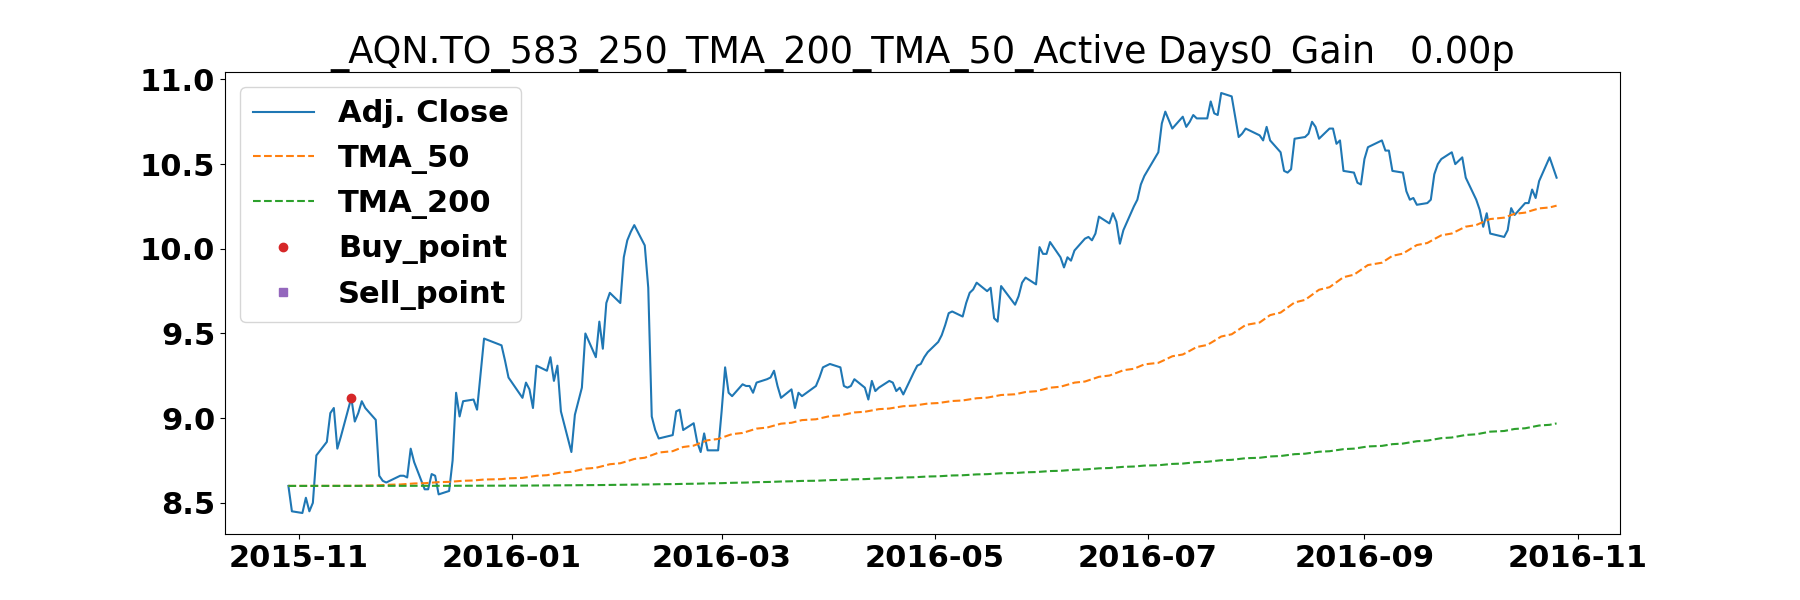 _AQN.TO_583_250_TMA_200_TMA_50_Active Days0_Gain   0.00p
11.0
10.5
10.0
9.5
9.0
8.5
Adj. Close
TMA_50
TMA_200
Buy_point
Sell_point
2015-11 2016-01 2016-03 2016-05 2016-07 2016-09 2016-11